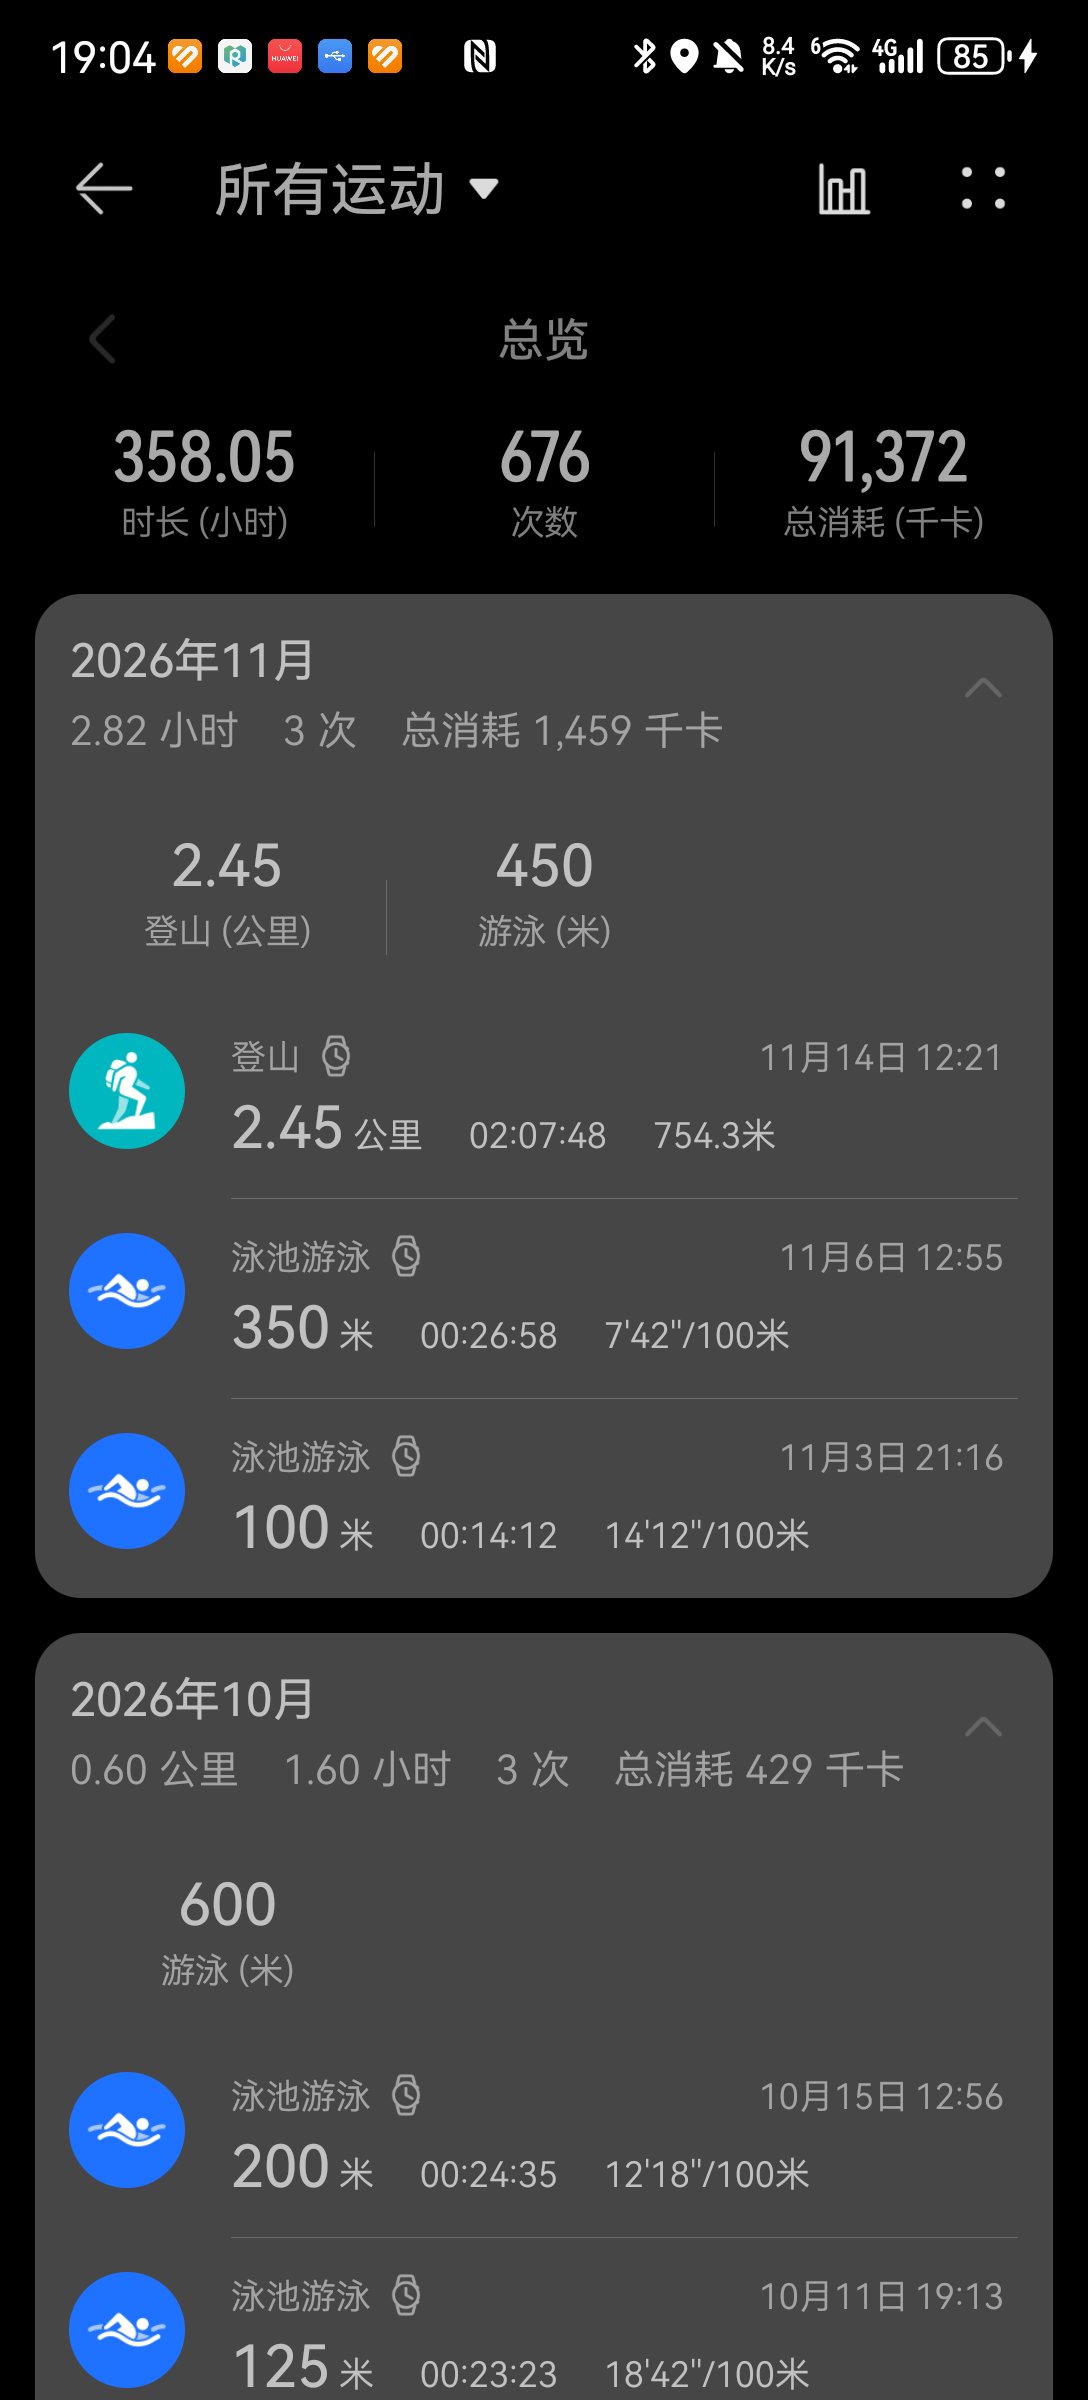 19:04 HUAWEI 8.4 K/s 6 4G 85
所有运动
总览
358.05 676 91,372
时长 (小时) 次数 总消耗 (千卡)
2026年11月
2.82 小时 3 次 总消耗 1,459 千卡
2.45 450
登山 (公里) 游泳 (米)
登山 11月14日 12:21
2.45 公里 02:07:48 754.3米
泳池游泳 11月6日 12:55
350 米 00:26:58 7'42"/100米
泳池游泳 11月3日 21:16
100 米 00:14:12 14'12"/100米
2026年10月
0.60 公里 1.60 小时 3 次 总消耗 429 千卡
600
游泳 (米)
泳池游泳 10月15日 12:56
200 米 00:24:35 12'18"/100米
泳池游泳 10月11日 19:13
125 米 00:23:23 18'42"/100米